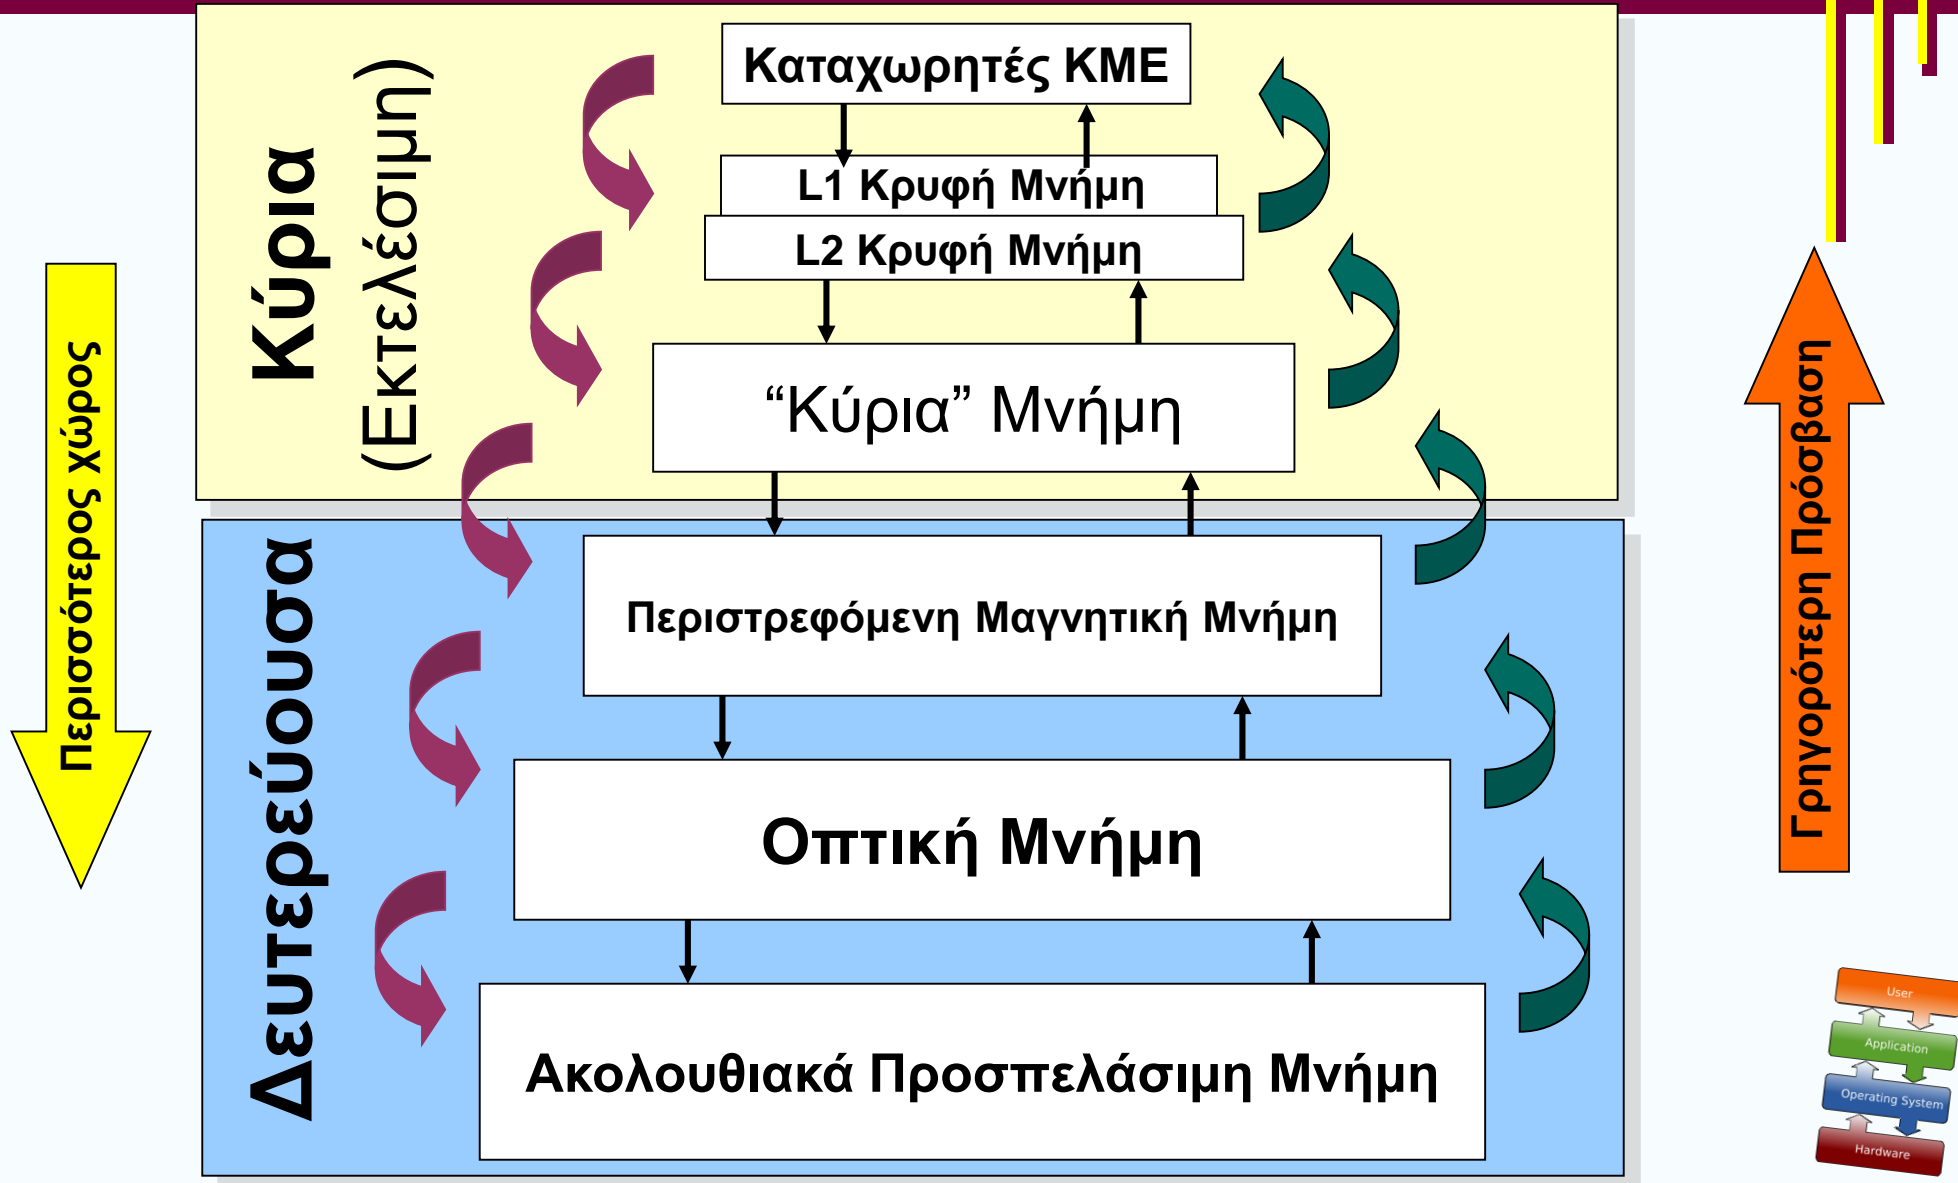 Κύρια
(Εκτελέσιμη)
Καταχωρητές ΚΜΕ
L1 Κρυφή Μνήμη
L2 Κρυφή Μνήμη
“Κύρια” Μνήμη
Περισσότερος Χώρος
Γρηγορότερη Πρόσβαση
Δευτερεύουσα
Περιστρεφόμενη Μαγνητική Μνήμη
Οπτική Μνήμη
Ακολουθιακά Προσπελάσιμη Μνήμη
User
Application
Operating System
Hardware